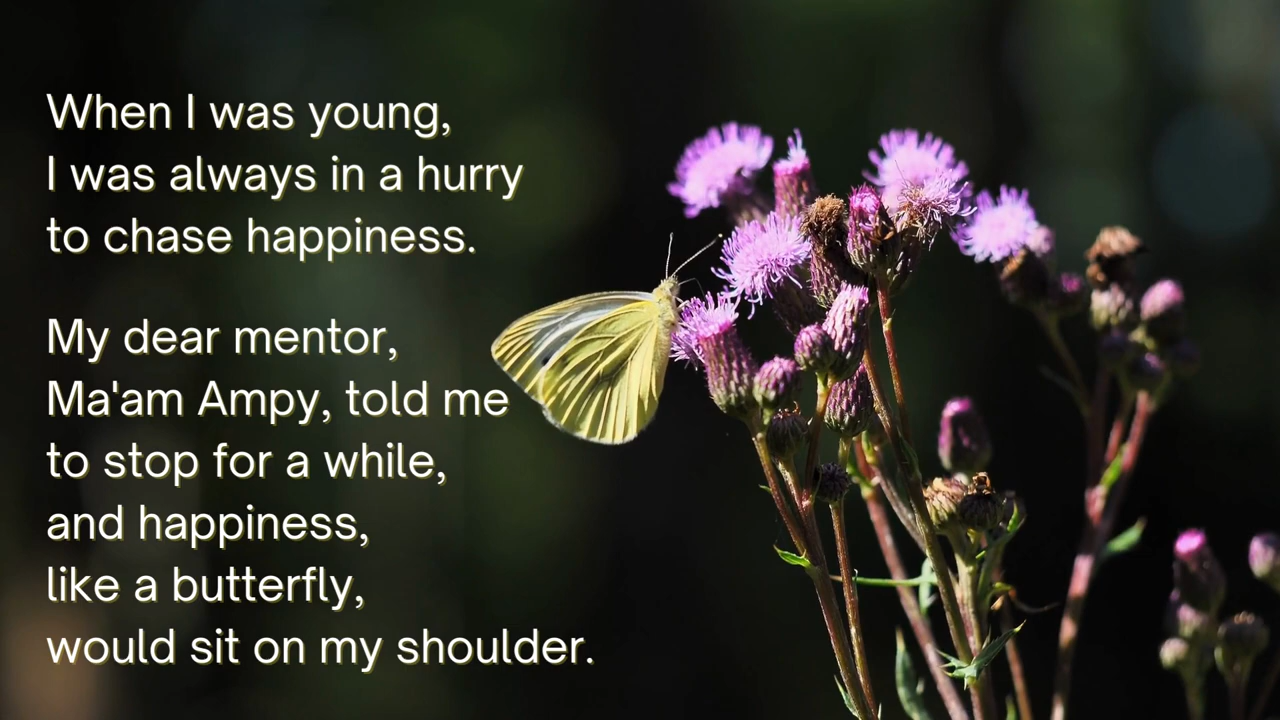 When I was young,
I was always in a hurry
to chase happiness.
My dear mentor,
Ma'am Ampy, told me
to stop for a while,
and happiness,
like a butterfly,
would sit on my shoulder.